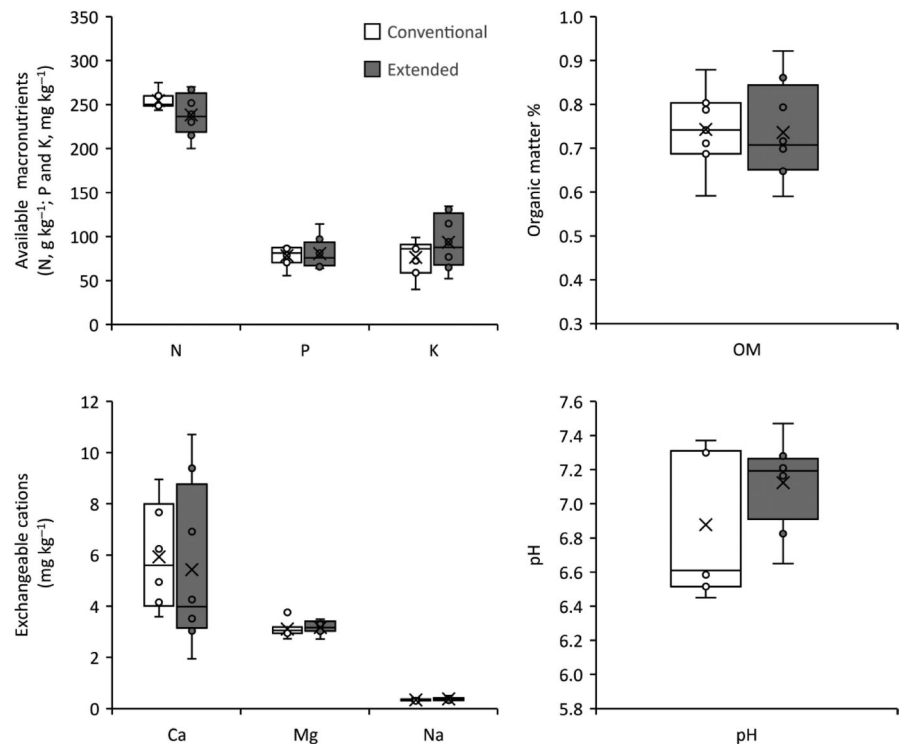 Available macronutrients
(N, g kg⁻¹; P and K, mg kg⁻¹)
350
300
250
200
150
100
50
0
N
P
K
Conventional
Extended
Organic matter %
1.0
0.9
0.8
0.7
0.6
0.5
0.4
0.3
OM
Exchangeable cations
(mg kg⁻¹)
12
10
8
6
4
2
0
Ca
Mg
Na
pH
7.6
7.4
7.2
7.0
6.8
6.6
6.4
6.2
6.0
5.8
pH